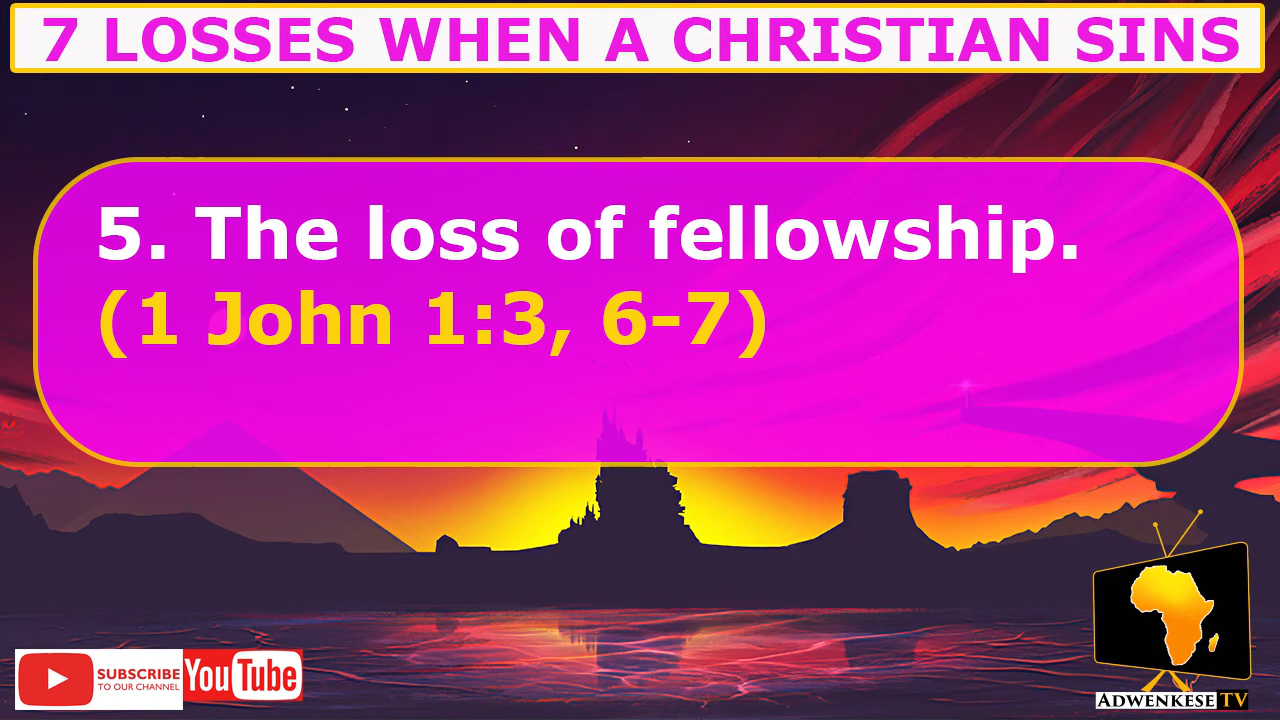 7 LOSSES WHEN A CHRISTIAN SINS
5. The loss of fellowship.
(1 John 1:3, 6-7)
SUBSCRIBE
TO OUR CHANNEL
YouTube
ADWENKESE TV